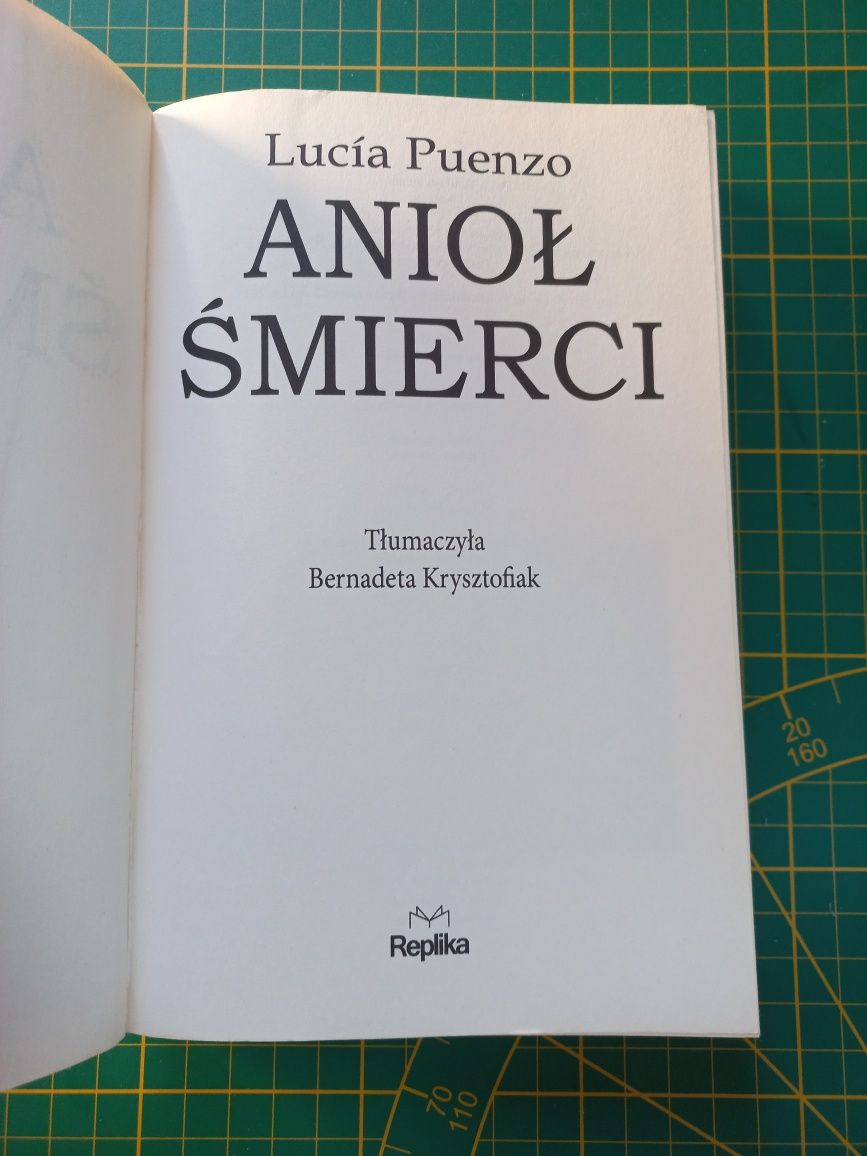 Lucía Puenzo
ANIOŁ
ŚMIERCI
Tłumaczyła
Bernadeta Krysztofiak
Replika
20
160
70
110